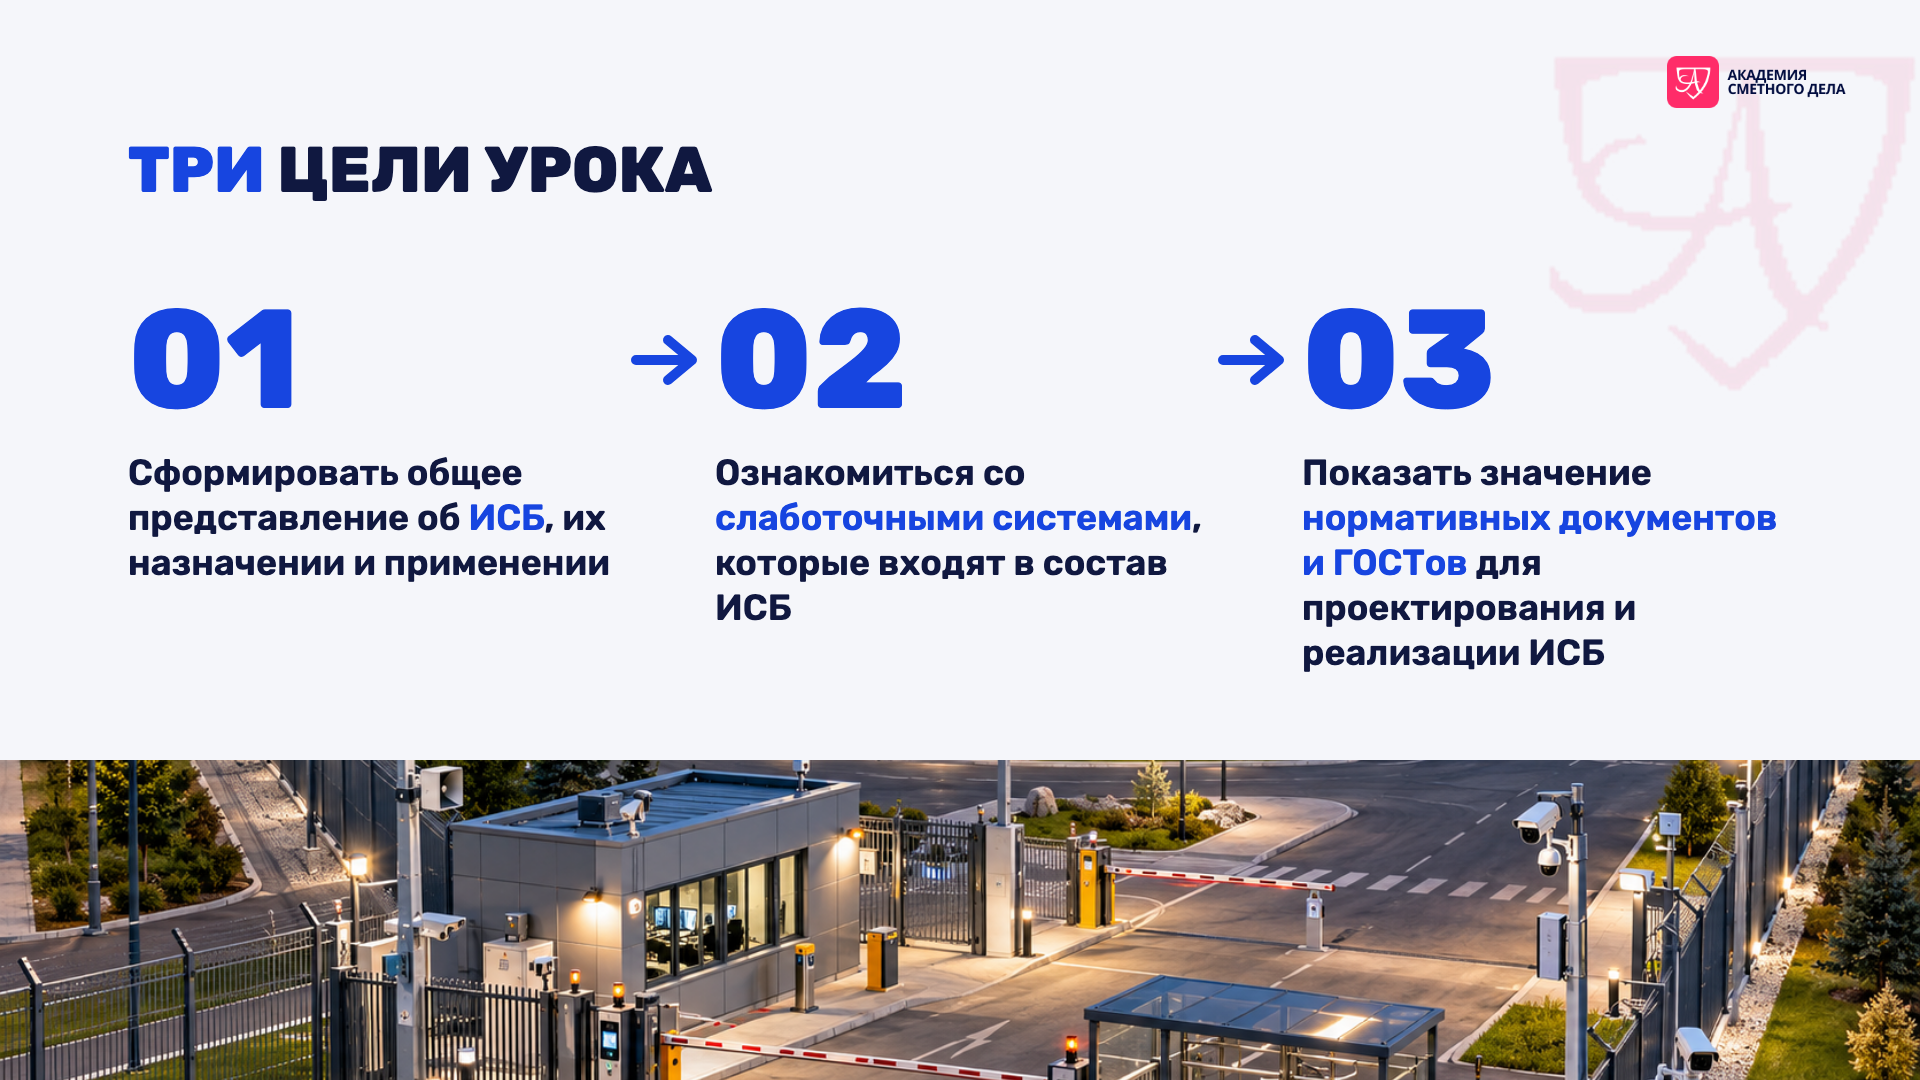 АКАДЕМИЯ
СМЕТНОГО ДЕЛА
ТРИ ЦЕЛИ УРОКА
01
Сформировать общее
представление об ИСБ, их
назначении и применении
02
Ознакомиться со
слаботочными системами,
которые входят в состав
ИСБ
03
Показать значение
нормативных документов
и ГОСТов для
проектирования и
реализации ИСБ